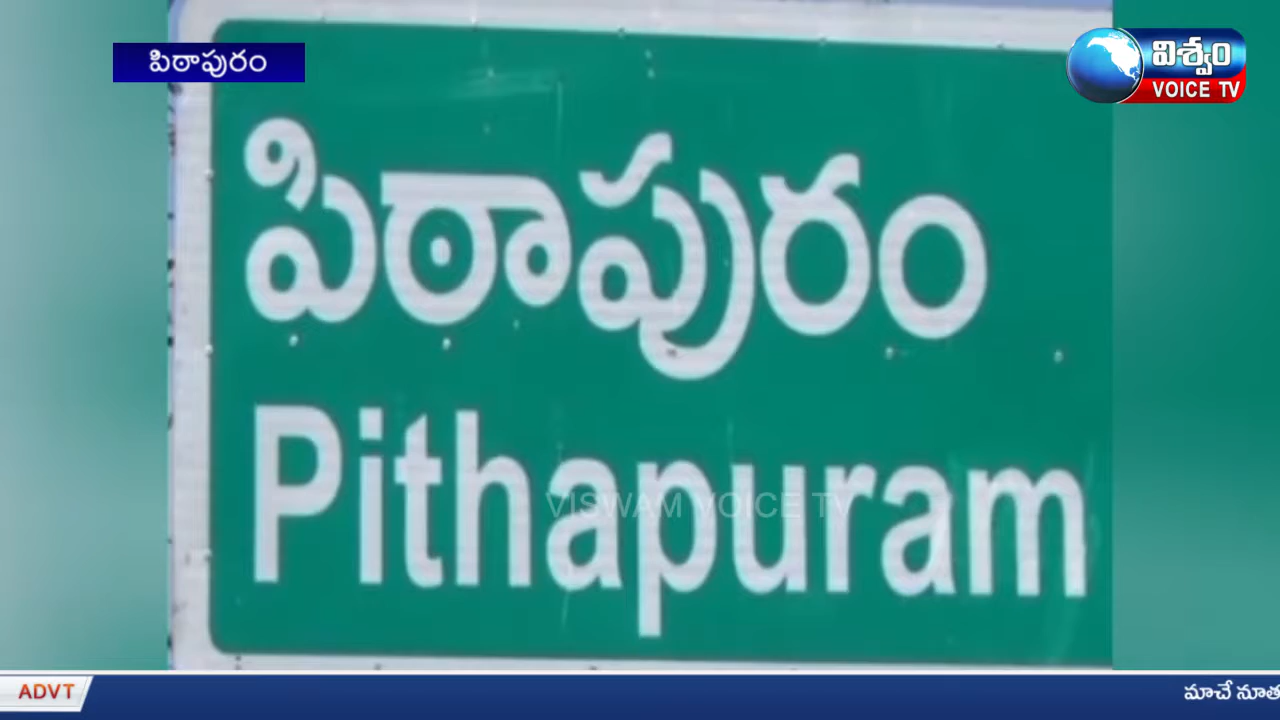 పిఠాపురం
విశ్వం
VOICE TV
పిఠాపురం
Pithapuram
VISWAM VOICE TV
ADVT
మాచే